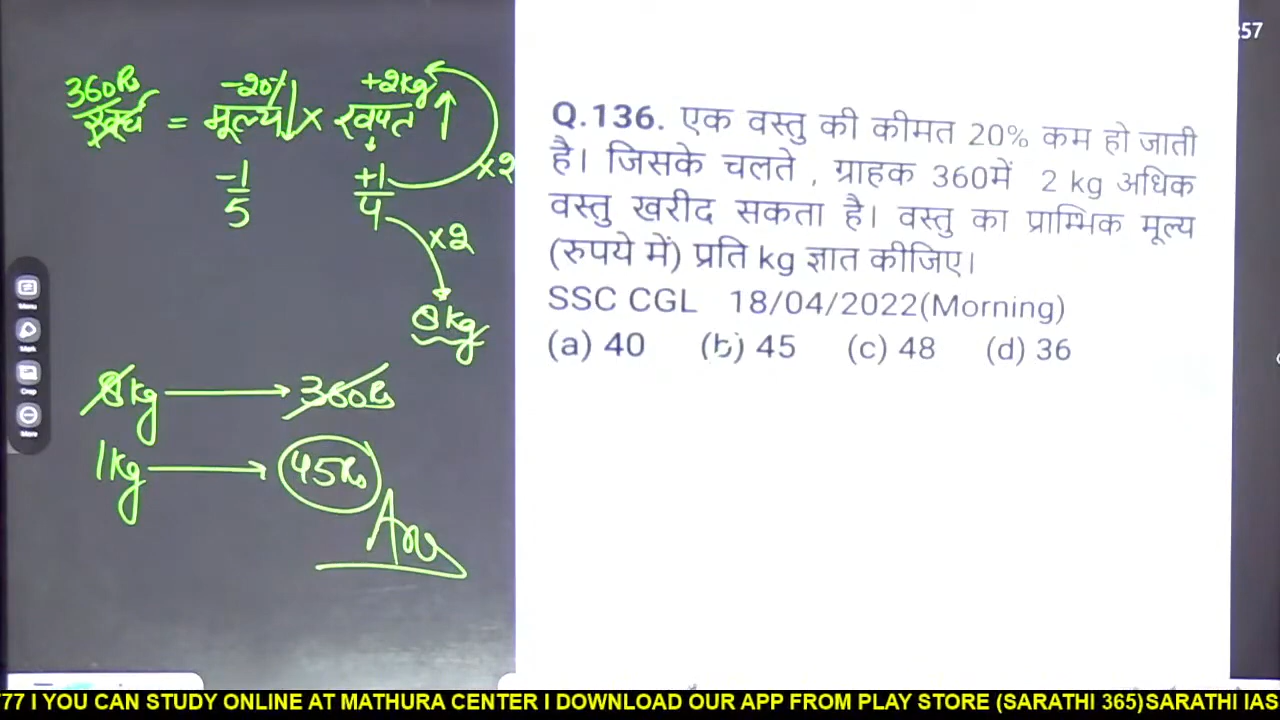 :57
360Rs
-20%
+2kg
खर्च = मूल्य × खपत
-1/5
+1/4
×2
×2
8kg
8kg → 360Rs
1kg → 45Rs
Ans
Q.136. एक वस्तु की कीमत 20% कम हो जाती
है। जिसके चलते , ग्राहक 360में 2 kg अधिक
वस्तु खरीद सकता है। वस्तु का प्राम्भिक मूल्य
(रुपये में) प्रति kg ज्ञात कीजिए।
SSC CGL 18/04/2022(Morning)
(a) 40 (b) 45 (c) 48 (d) 36
77 I YOU CAN STUDY ONLINE AT MATHURA CENTER I DOWNLOAD OUR APP FROM PLAY STORE (SARATHI 365)SARATHI IAS